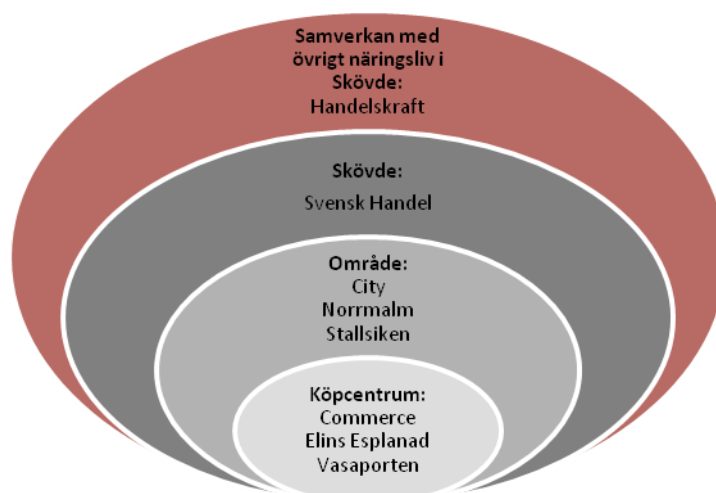 Samverkan med
övrigt näringsliv i
Skövde:
Handelskraft
Skövde:
Svensk Handel
Område:
City
Norrmalm
Stallsiken
Köpcentrum:
Commerce
Elins Esplanad
Vasaporten